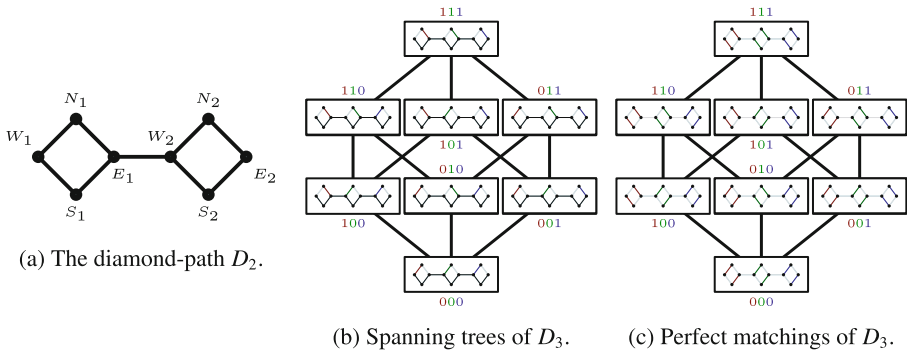 N₁
N₂
W₁
W₂
E₁
E₂
S₁
S₂
(a) The diamond-path D₂.
111
110
011
101
010
100
001
000
(b) Spanning trees of D₃.
111
110
011
101
010
100
001
000
(c) Perfect matchings of D₃.